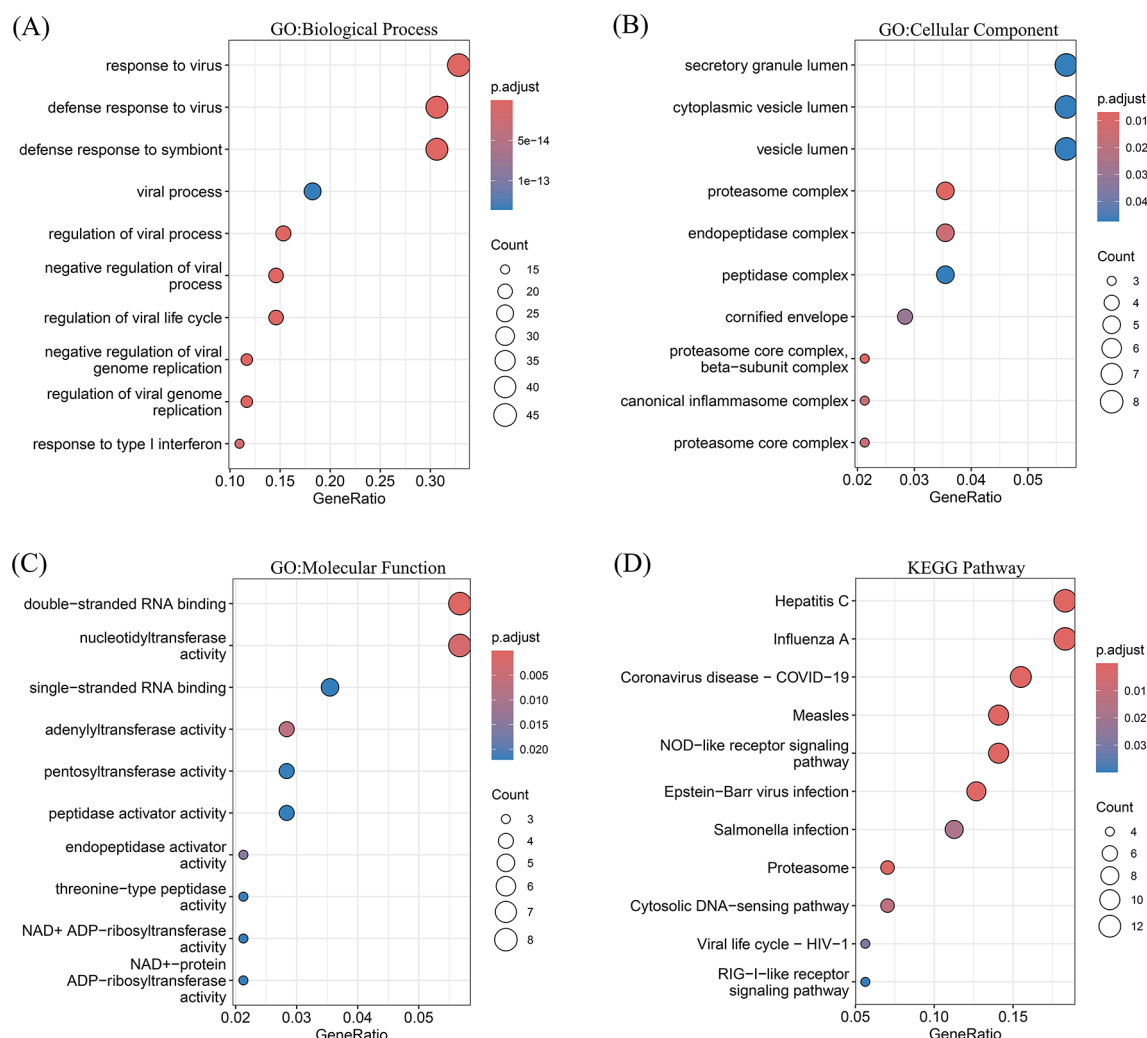 (A)
GO:Biological Process
response to virus
defense response to virus
defense response to symbiont
viral process
regulation of viral process
negative regulation of viral
process
regulation of viral life cycle
negative regulation of viral
genome replication
regulation of viral genome
replication
response to type I interferon
0.10 0.15 0.20 0.25 0.30
GeneRatio
p.adjust
5e−14
1e−13
Count
15
20
25
30
35
40
45
(B)
GO:Cellular Component
secretory granule lumen
cytoplasmic vesicle lumen
vesicle lumen
proteasome complex
endopeptidase complex
peptidase complex
cornified envelope
proteasome core complex,
beta−subunit complex
canonical inflammasome complex
proteasome core complex
0.02 0.03 0.04 0.05
GeneRatio
p.adjust
0.01
0.02
0.03
0.04
Count
3
4
5
6
7
8
(C)
GO:Molecular Function
double−stranded RNA binding
nucleotidyltransferase
activity
single−stranded RNA binding
adenylyltransferase activity
pentosyltransferase activity
peptidase activator activity
endopeptidase activator
activity
threonine−type peptidase
activity
NAD+ ADP−ribosyltransferase
activity
NAD+−protein
ADP−ribosyltransferase
activity
0.02 0.03 0.04 0.05
GeneRatio
p.adjust
0.005
0.010
0.015
0.020
Count
3
4
5
6
7
8
(D)
KEGG Pathway
Hepatitis C
Influenza A
Coronavirus disease − COVID−19
Measles
NOD−like receptor signaling
pathway
Epstein−Barr virus infection
Salmonella infection
Proteasome
Cytosolic DNA−sensing pathway
Viral life cycle − HIV−1
RIG−I−like receptor
signaling pathway
0.05 0.10 0.15
GeneRatio
p.adjust
0.01
0.02
0.03
Count
4
6
8
10
12